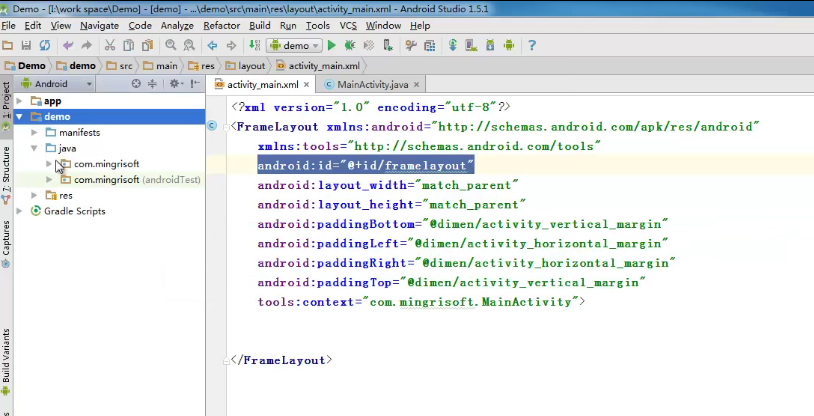 Demo - [I:\work space\Demo] - [demo] - ...\demo\src\main\res\layout\activity_main.xml - Android Studio 1.5.1
File Edit View Navigate Code Analyze Refactor Build Run Tools VCS Window Help
demo
Demo demo src main res layout activity_main.xml
Android
activity_main.xml MainActivity.java
1: Project
7: Structure
Captures
Build Variants
app
demo
manifests
java
com.mingrisoft
com.mingrisoft (androidTest)
res
Gradle Scripts
<?xml version="1.0" encoding="utf-8"?>
<FrameLayout xmlns:android="http://schemas.android.com/apk/res/android"
xmlns:tools="http://schemas.android.com/tools"
android:id="@+id/framelayout"
android:layout_width="match_parent"
android:layout_height="match_parent"
android:paddingBottom="@dimen/activity_vertical_margin"
android:paddingLeft="@dimen/activity_horizontal_margin"
android:paddingRight="@dimen/activity_horizontal_margin"
android:paddingTop="@dimen/activity_vertical_margin"
tools:context="com.mingrisoft.MainActivity">
</FrameLayout>